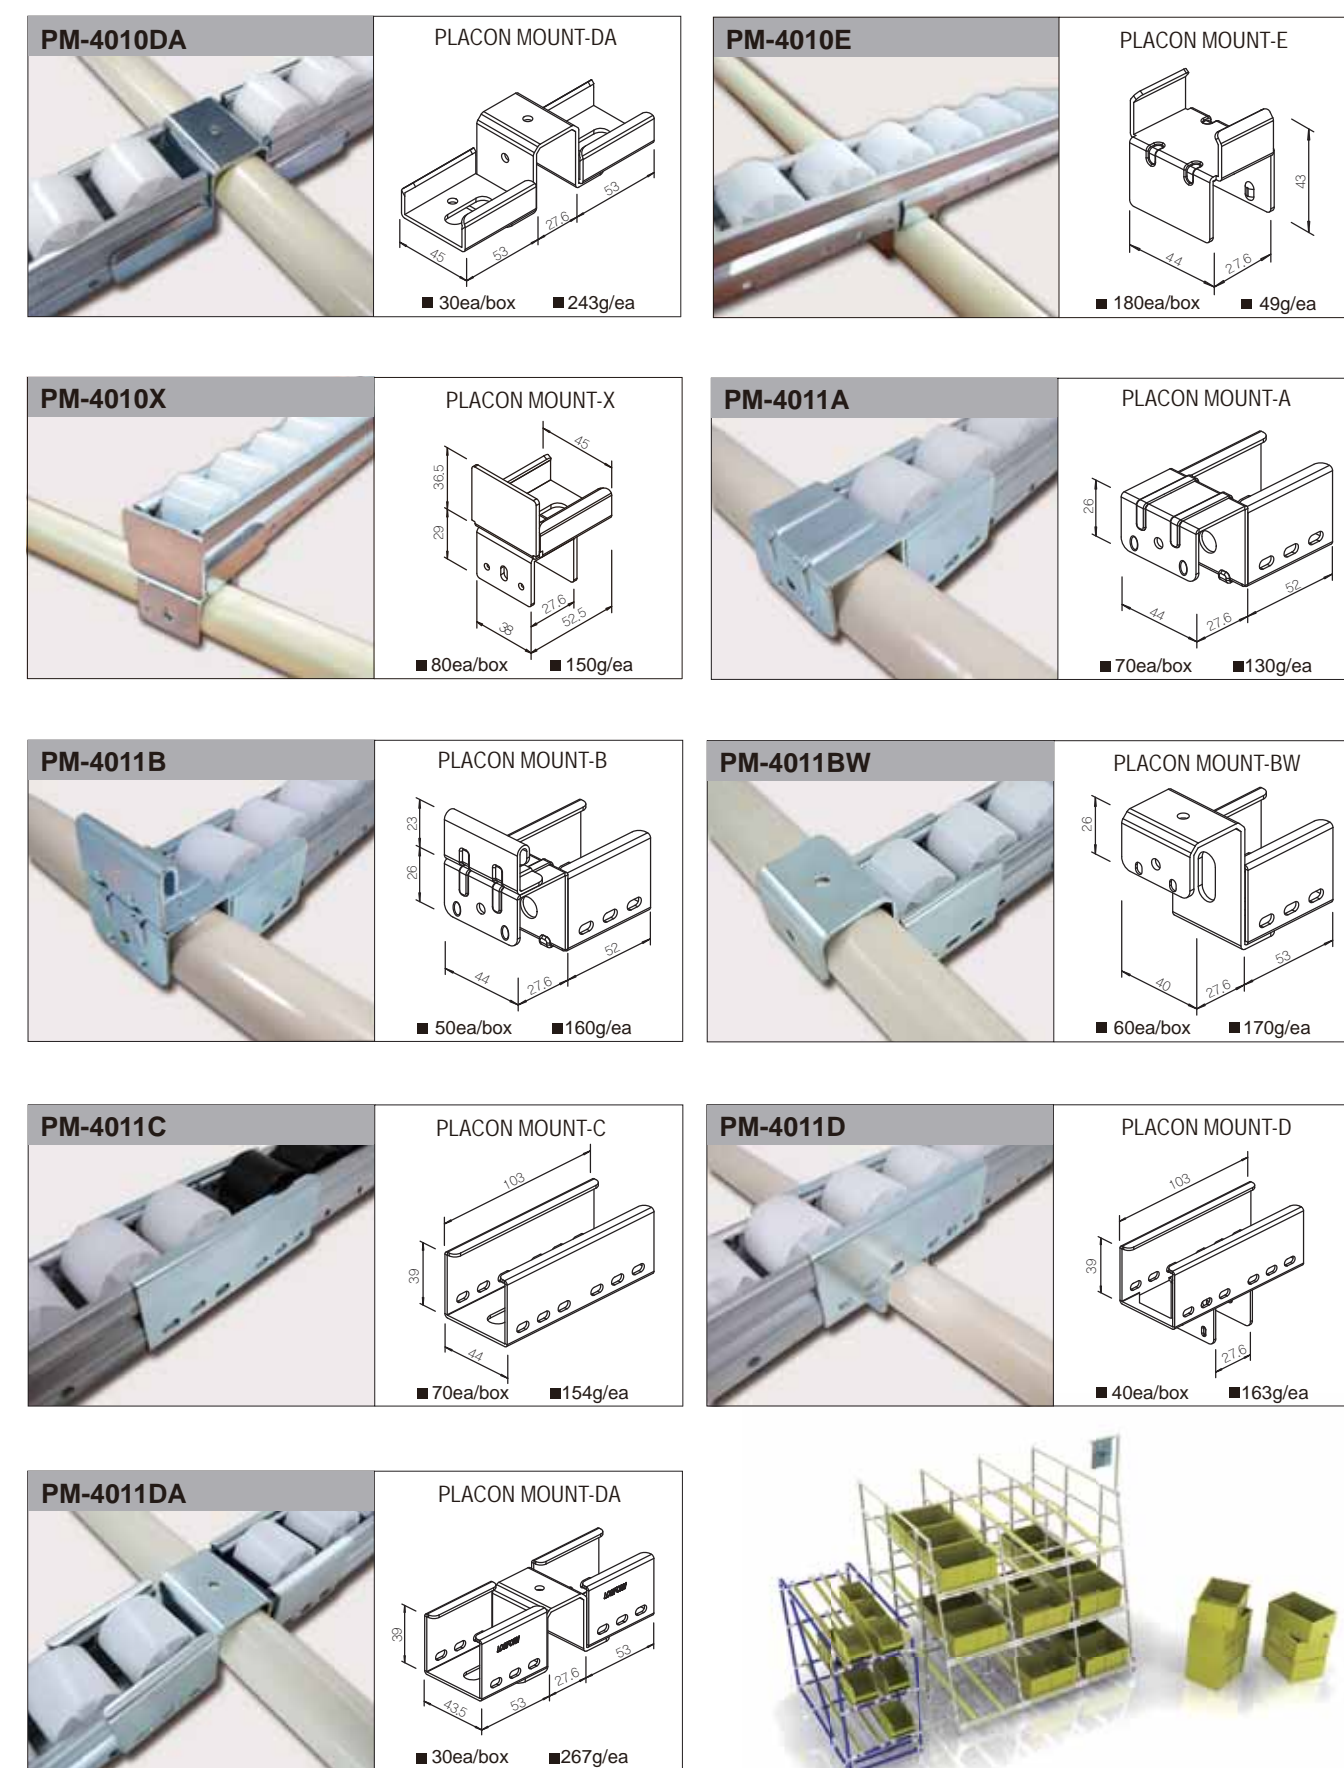 PM-4010DA
PLACON MOUNT-DA
45
53
27.6
53
■ 30ea/box ■243g/ea
PM-4010E
PLACON MOUNT-E
43
44
27.6
■ 180ea/box ■ 49g/ea
PM-4010X
PLACON MOUNT-X
45
36.5
29
27.6
38
52.5
■80ea/box ■150g/ea
PM-4011A
PLACON MOUNT-A
26
44
27.6
52
■70ea/box ■130g/ea
PM-4011B
PLACON MOUNT-B
23
26
44
27.6
52
■ 50ea/box ■160g/ea
PM-4011BW
PLACON MOUNT-BW
26
40
27.6
53
■ 60ea/box ■170g/ea
PM-4011C
PLACON MOUNT-C
103
39
44
■70ea/box ■154g/ea
PM-4011D
PLACON MOUNT-D
103
39
27.6
■ 40ea/box ■163g/ea
PM-4011DA
PLACON MOUNT-DA
39
43.5
53
27.6
53
■ 30ea/box ■267g/ea